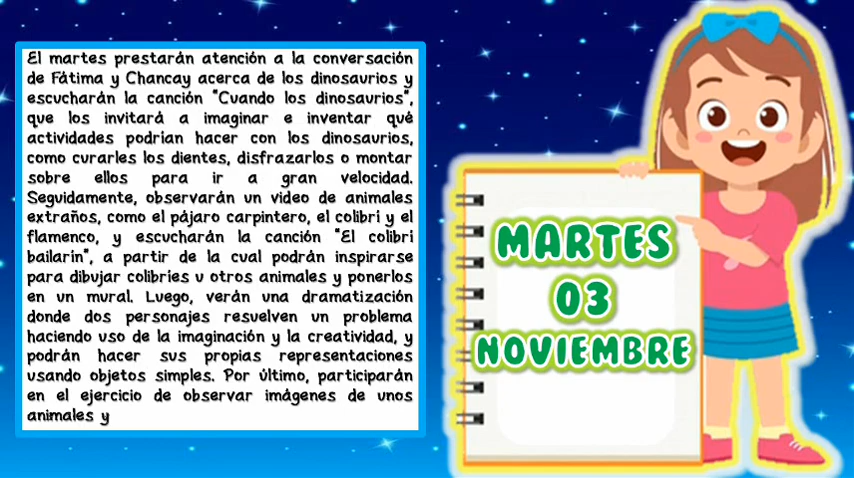 El martes prestarán atención a la conversación
de Fátima y Chancay acerca de los dinosaurios y
escucharán la canción "Cuando los dinosaurios",
que los invitará a imaginar e inventar qué
actividades podrían hacer con los dinosaurios,
como curarles los dientes, disfrazarlos o montar
sobre ellos para ir a gran velocidad.
Seguidamente, observarán un video de animales
extraños, como el pájaro carpintero, el colibrí y el
flamenco, y escucharán la canción "El colibrí
bailarín", a partir de la cual podrán inspirarse
para dibujar colibríes u otros animales y ponerlos
en un mural. Luego, verán una dramatización
donde dos personajes resuelven un problema
haciendo uso de la imaginación y la creatividad, y
podrán hacer sus propias representaciones
usando objetos simples. Por último, participarán
en el ejercicio de observar imágenes de unos
animales y
MARTES
03
NOVIEMBRE